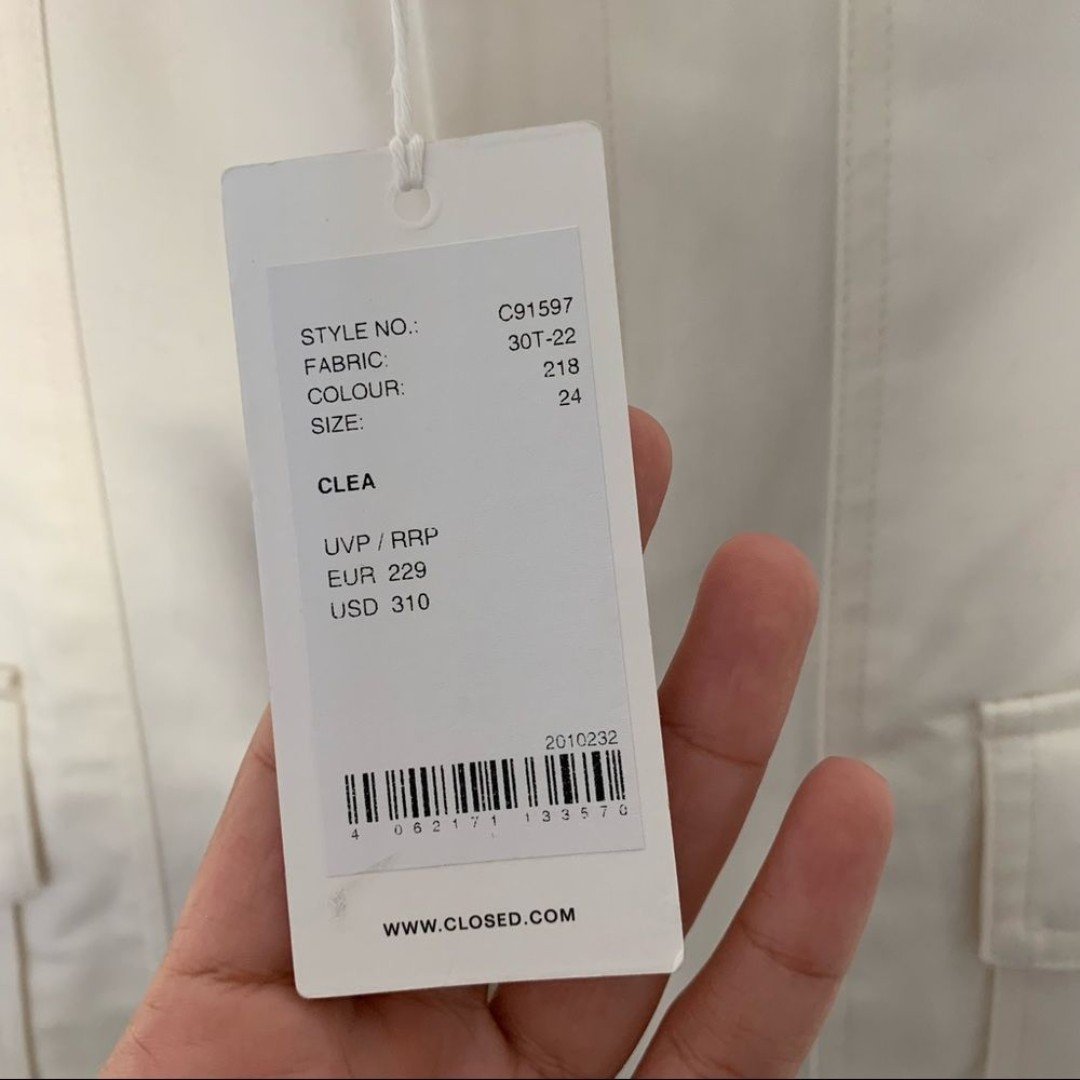 STYLE NO.: C91597
FABRIC: 30T-22
COLOUR: 218
SIZE: 24
CLEA
UVP / RRP
EUR 229
USD 310
2010232
4 062171 133570
WWW.CLOSED.COM